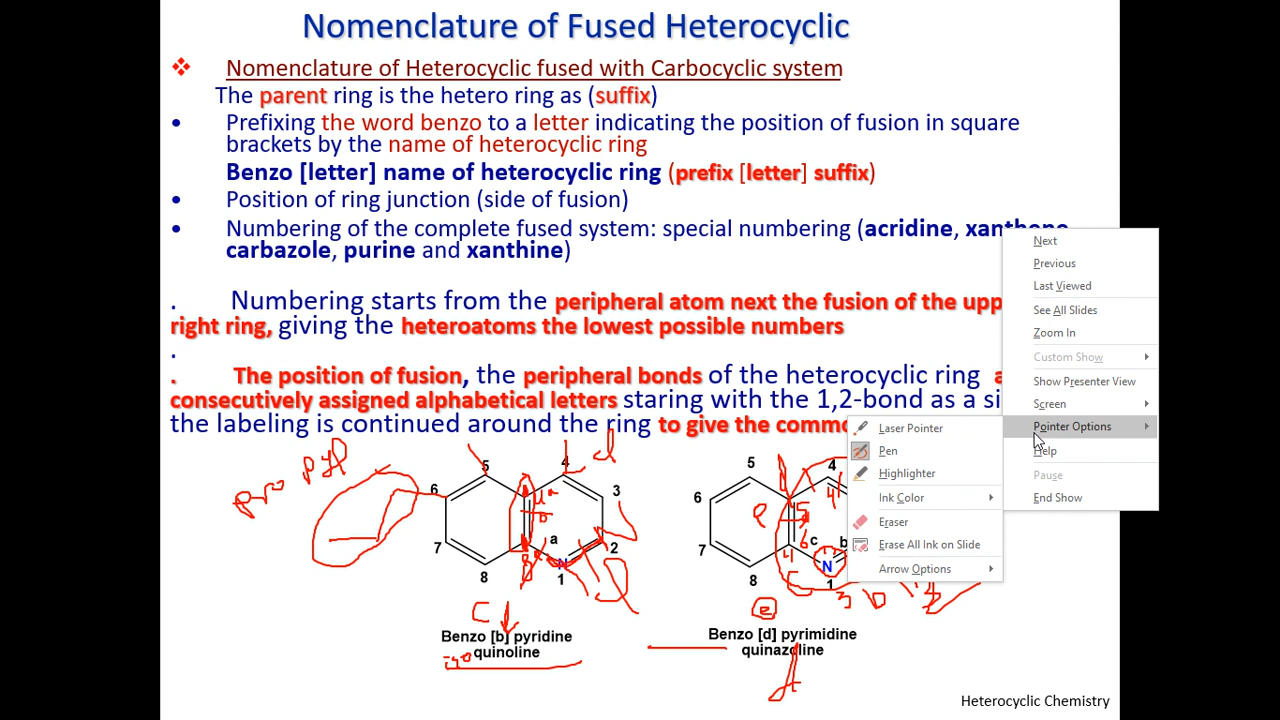 Nomenclature of Fused Heterocyclic
❖ Nomenclature of Heterocyclic fused with Carbocyclic system
The parent ring is the hetero ring as (suffix)
• Prefixing the word benzo to a letter indicating the position of fusion in square
brackets by the name of heterocyclic ring
Benzo [letter] name of heterocyclic ring (prefix [letter] suffix)
• Position of ring junction (side of fusion)
• Numbering of the complete fused system: special numbering (acridine, xanthene,
carbazole, purine and xanthine)
. Numbering starts from the peripheral atom next the fusion of the upp
right ring, giving the heteroatoms the lowest possible numbers
.
. The position of fusion, the peripheral bonds of the heterocyclic ring a
consecutively assigned alphabetical letters staring with the 1,2-bond as a si
the labeling is continued around the ring to give the commo
Next
Previous
Last Viewed
See All Slides
Zoom In
Custom Show
Show Presenter View
Screen
Pointer Options
Help
Pause
End Show
Laser Pointer
Pen
Highlighter
Ink Color
Eraser
Erase All Ink on Slide
Arrow Options
pro pyl
5 4 d
6 3
a
7 2
8 N
1
C
Benzo [b] pyridine
iso quinoline
5 4
6
e 5
7 6 c b
8 N
1
3 b
e
Benzo [d] pyrimidine
quinazoline
Heterocyclic Chemistry